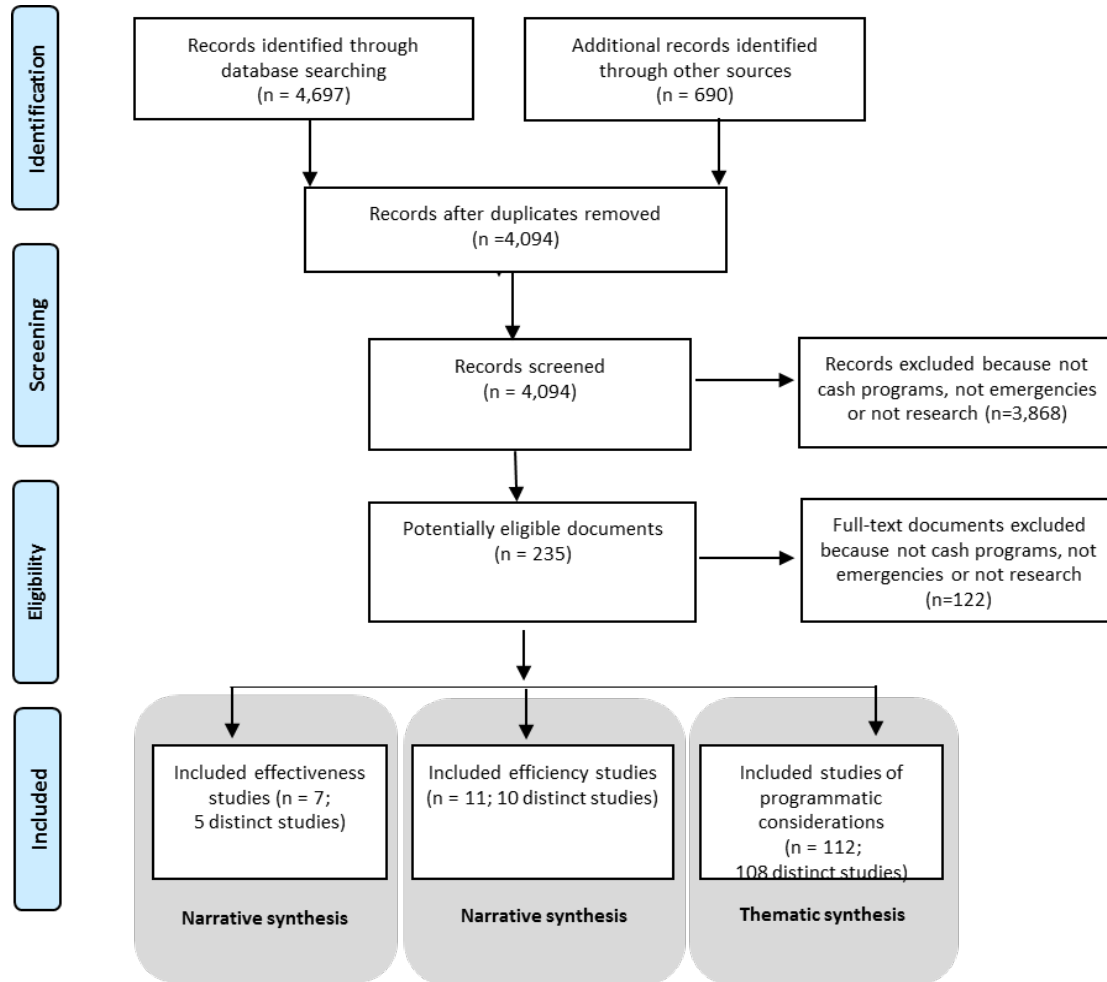 Identification
Records identified through
database searching
(n = 4,697)
Additional records identified
through other sources
(n = 690)
Records after duplicates removed
(n =4,094)
Screening
Records screened
(n = 4,094)
Records excluded because not
cash programs, not emergencies
or not research (n=3,868)
Eligibility
Potentially eligible documents
(n = 235)
Full-text documents excluded
because not cash programs, not
emergencies or not research
(n=122)
Included
Included effectiveness
studies (n = 7;
5 distinct studies)
Narrative synthesis
Included efficiency studies
(n = 11; 10 distinct studies)
Narrative synthesis
Included studies of
programmatic
considerations
(n = 112;
108 distinct studies)
Thematic synthesis